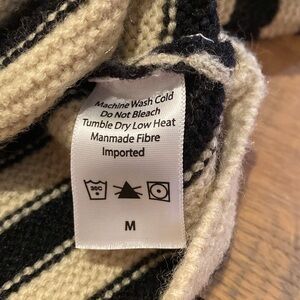 Machine Wash Cold
Do Not Bleach
Tumble Dry Low Heat
Manmade Fibre
Imported
30C
M